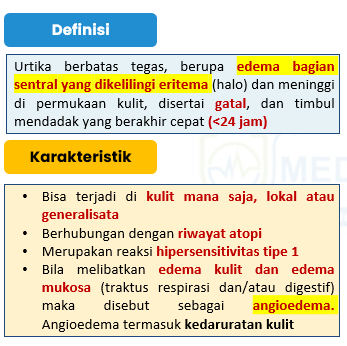 Definisi
Urtika berbatas tegas, berupa edema bagian
sentral yang dikelilingi eritema (halo) dan meninggi
di permukaan kulit, disertai gatal, dan timbul
mendadak yang berakhir cepat (<24 jam)
Karakteristik
MED
• Bisa terjadi di kulit mana saja, lokal atau
generalisata
• Berhubungan dengan riwayat atopi
• Merupakan reaksi hipersensitivitas tipe 1
• Bila melibatkan edema kulit dan edema
mukosa (traktus respirasi dan/atau digestif)
maka disebut sebagai angioedema.
Angioedema termasuk kedaruratan kulit